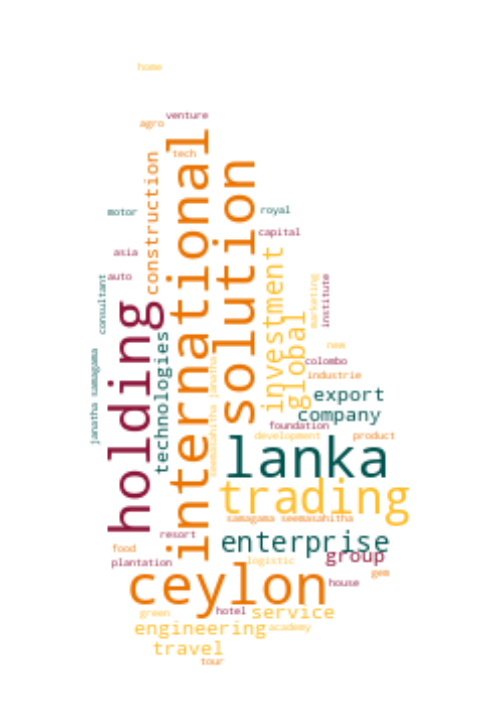 home
venture
agro
tech
construction
international
solution
motor
royal
capital
asia
auto
consultant
investment
global
marketing
institute
holding
technologies
janatha samagama
seemasahitha janatha
new
colombo
industrie
export
company
foundation
development
product
lanka
trading
samagama seemasahitha
resort
enterprise
food
group
plantation
logistic
gem
ceylon
house
green
hotel
service
engineering
academy
travel
tour